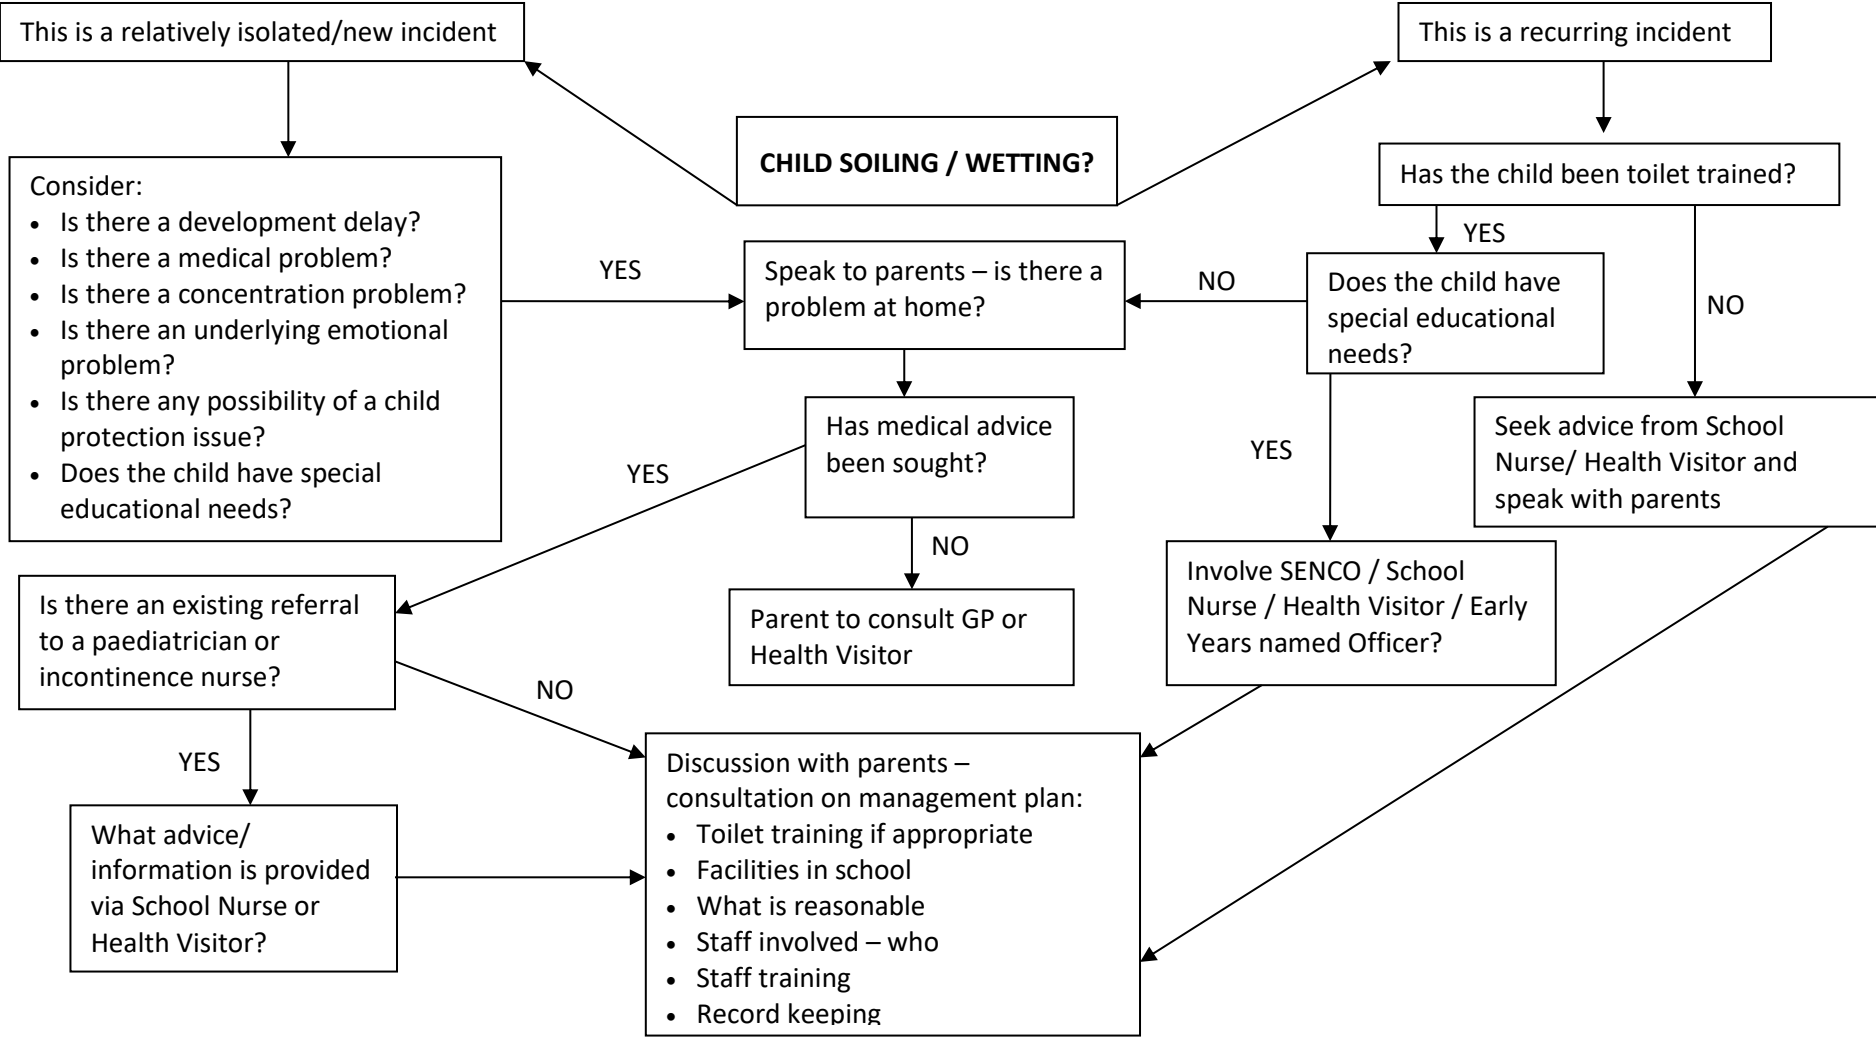 This is a relatively isolated/new incident
This is a recurring incident
CHILD SOILING / WETTING?
Has the child been toilet trained?
Consider:
• Is there a development delay?
• Is there a medical problem?
• Is there a concentration problem?
• Is there an underlying emotional
problem?
• Is there any possibility of a child
protection issue?
• Does the child have special
educational needs?
YES
Speak to parents – is there a
problem at home?
NO
YES
Does the child have
special educational
needs?
NO
Has medical advice
been sought?
YES
NO
YES
Seek advice from School
Nurse/ Health Visitor and
speak with parents
Is there an existing referral
to a paediatrician or
incontinence nurse?
Parent to consult GP or
Health Visitor
Involve SENCO / School
Nurse / Health Visitor / Early
Years named Officer?
NO
YES
What advice/
information is provided
via School Nurse or
Health Visitor?
Discussion with parents –
consultation on management plan:
• Toilet training if appropriate
• Facilities in school
• What is reasonable
• Staff involved – who
• Staff training
• Record keeping